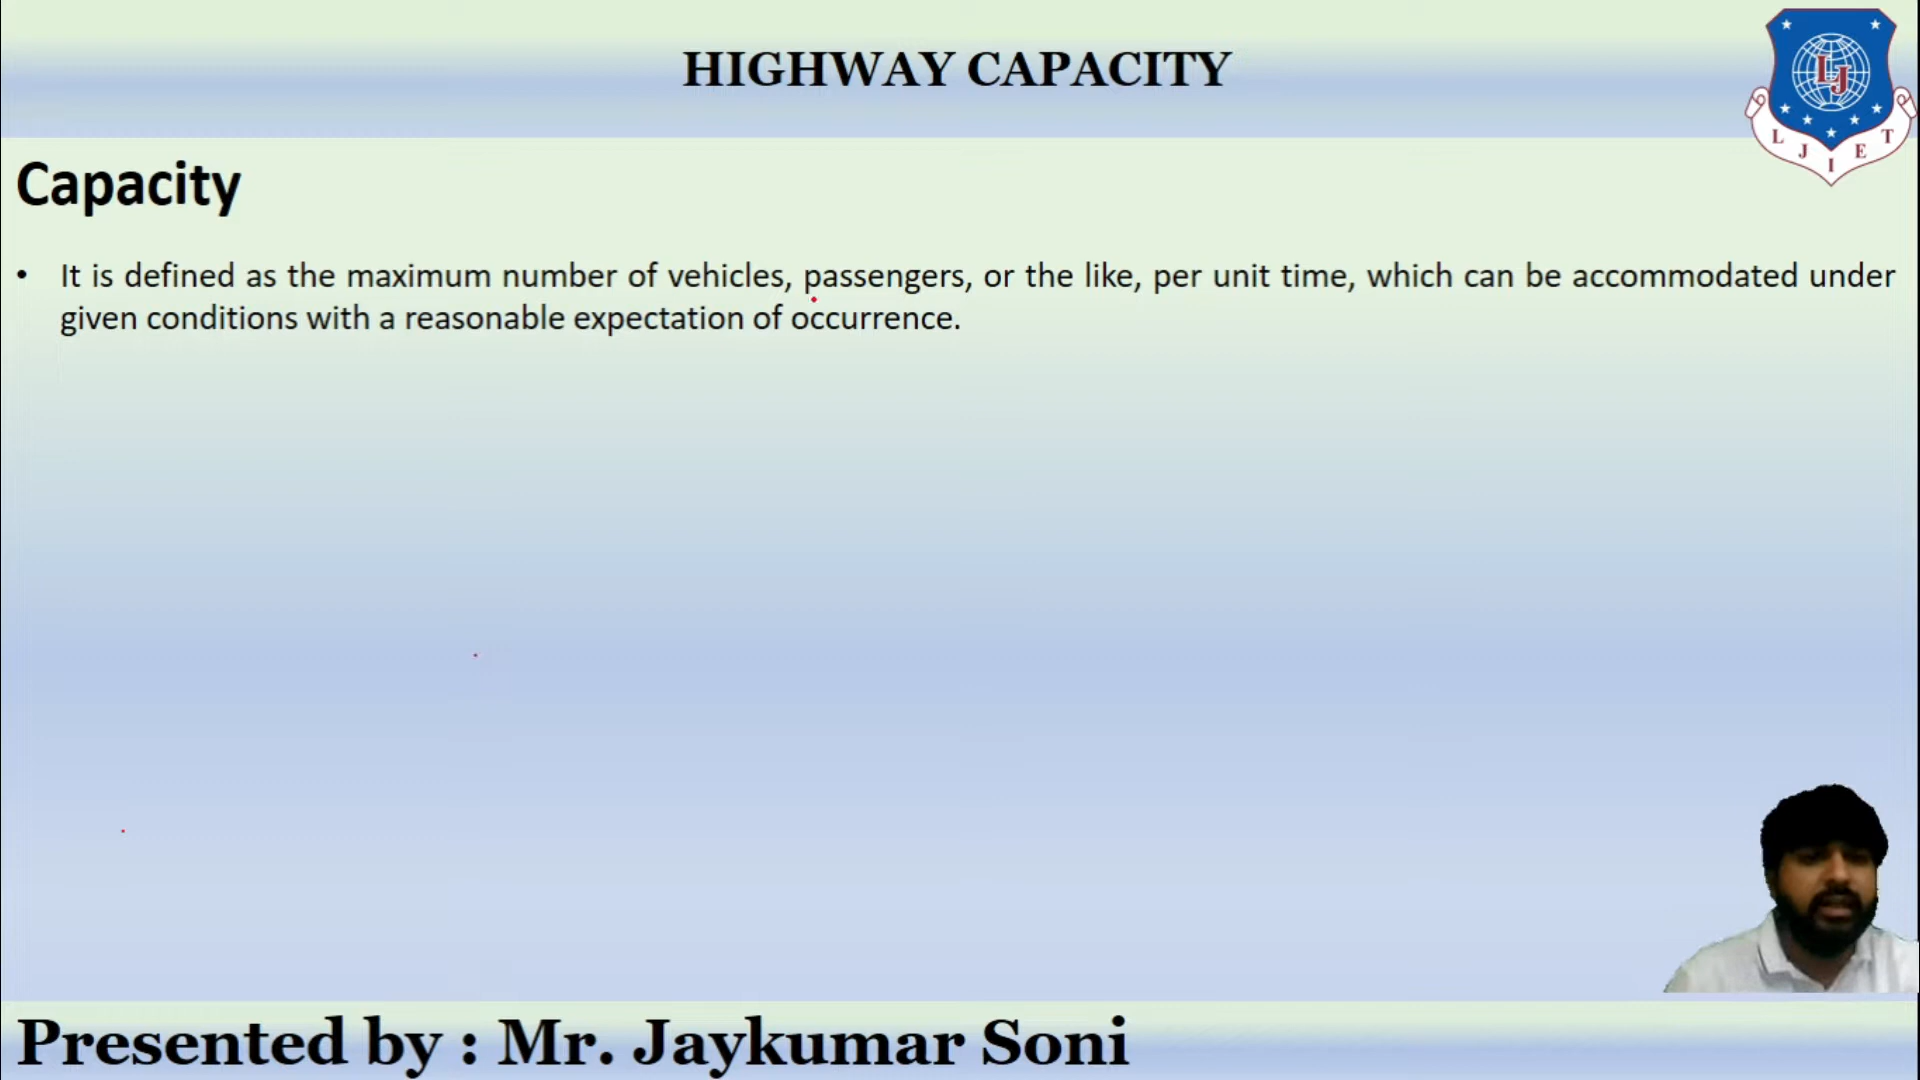 HIGHWAY CAPACITY
LJ
L J I E T
Capacity
• It is defined as the maximum number of vehicles, passengers, or the like, per unit time, which can be accommodated under
given conditions with a reasonable expectation of occurrence.
Presented by : Mr. Jaykumar Soni